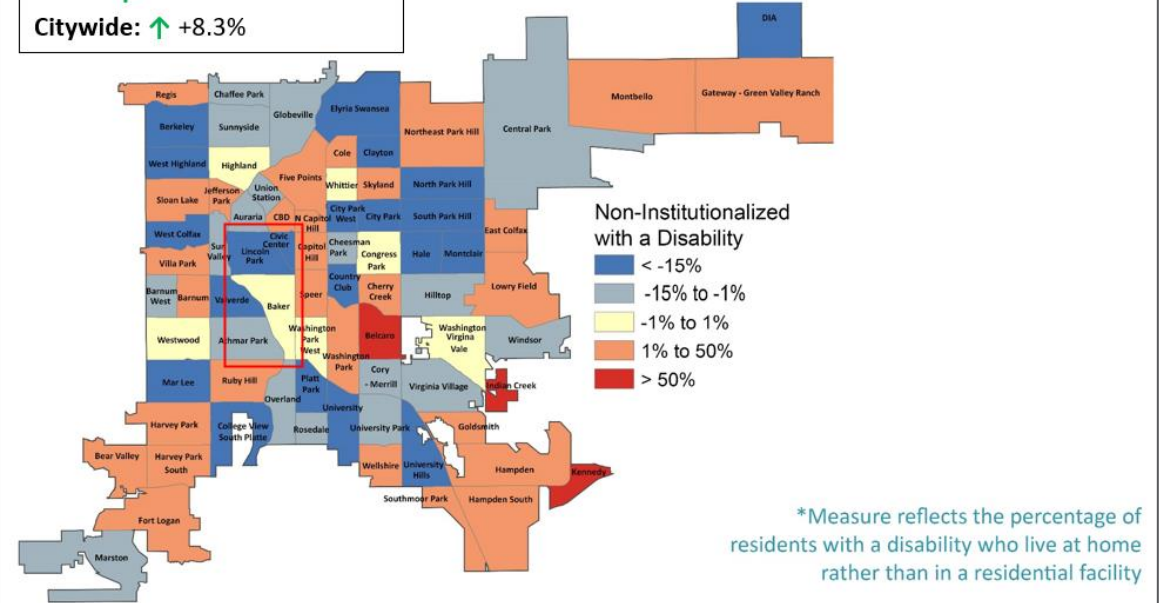 Citywide: ↑ +8.3%
DIA
Regis
Chaffee Park
Globeville
Elyria Swansea
Montbello
Gateway - Green Valley Ranch
Berkeley
Sunnyside
Northeast Park Hill
Central Park
West Highland
Highland
Cole
Clayton
Five Points
Whittier
Skyland
North Park Hill
Sloan Lake
Jefferson
Park
Union
Station
Auraria
CBD
N Capitol
Hill
City Park
West
City Park
South Park Hill
East Colfax
West Colfax
Sun
Valley
Lincoln
Park
Civic
Center
Capitol
Hill
Cheesman
Park
Congress
Park
Hale
Montclair
Villa Park
Barnum
West
Barnum
Valverde
Baker
Speer
Country
Club
Cherry
Creek
Hilltop
Lowry Field
Westwood
Athmar Park
Washington
Park
West
Washington
Park
Belcaro
Washington
Virgina
Vale
Windsor
Mar Lee
Ruby Hill
Platt
Park
Cory
- Merrill
Virginia Village
Indian Creek
Overland
University
Harvey Park
College View
South Platte
Rosedale
University Park
Goldsmith
Bear Valley
Harvey Park
South
Wellshire
University
Hills
Hampden
Kennedy
Southmoor Park
Hampden South
Fort Logan
Marston
Non-Institutionalized
with a Disability
< -15%
-15% to -1%
-1% to 1%
1% to 50%
> 50%
*Measure reflects the percentage of
residents with a disability who live at home
rather than in a residential facility